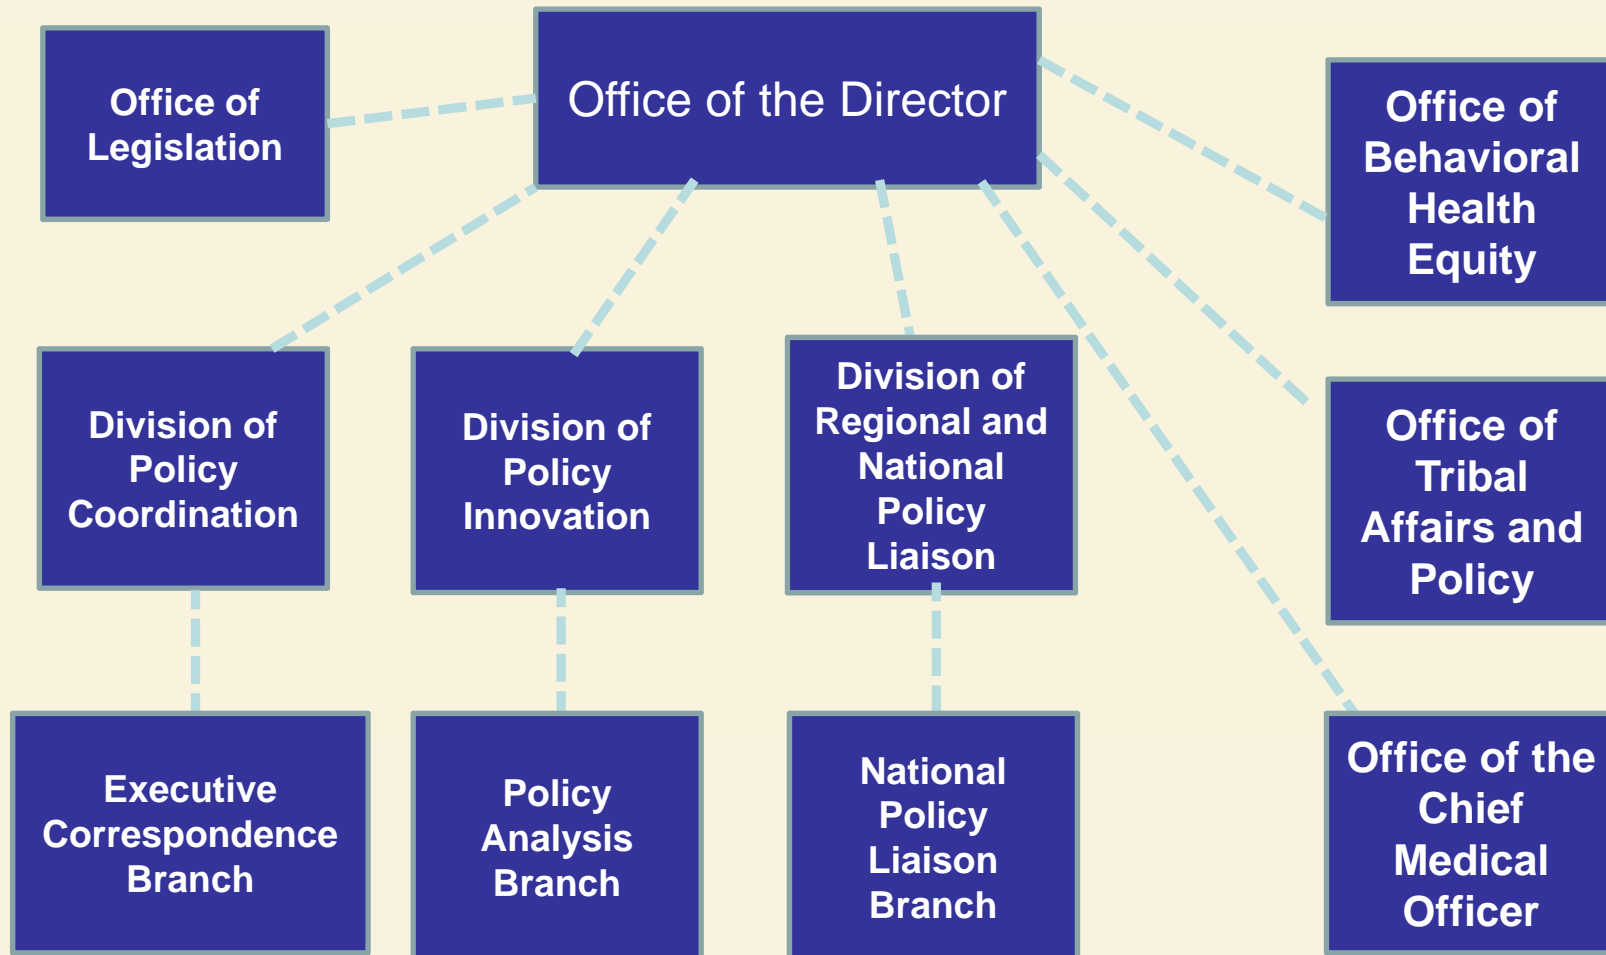 Office of the Director
Office of
Legislation
Office of
Behavioral
Health
Equity
Division of
Policy
Coordination
Division of
Policy
Innovation
Division of
Regional and
National
Policy
Liaison
Office of
Tribal
Affairs and
Policy
Executive
Correspondence
Branch
Policy
Analysis
Branch
National
Policy
Liaison
Branch
Office of the
Chief
Medical
Officer